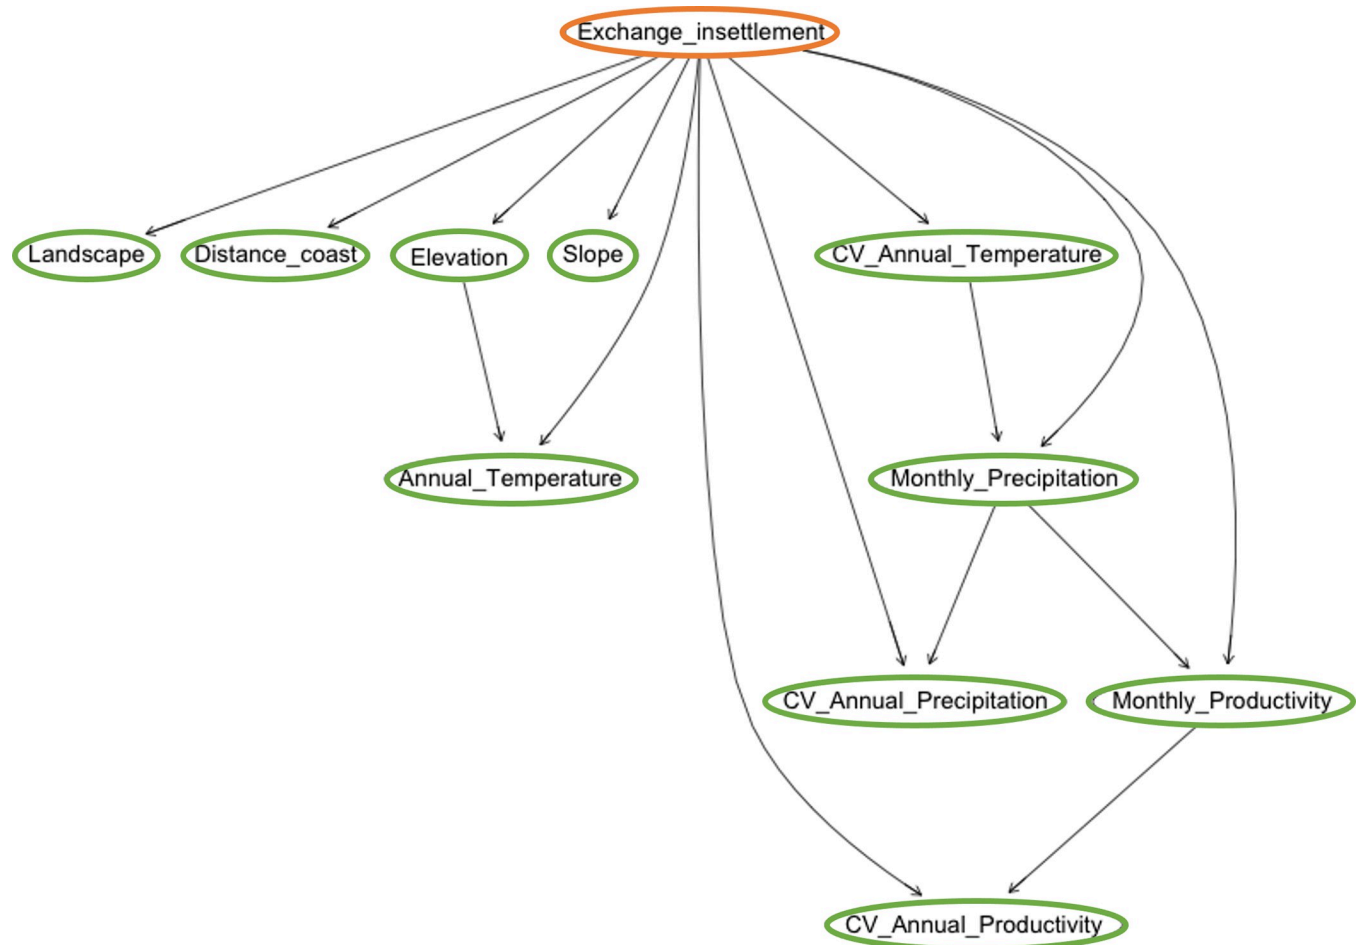 Exchange_insettlement
Landscape
Distance_coast
Elevation
Slope
CV_Annual_Temperature
Annual_Temperature
Monthly_Precipitation
CV_Annual_Precipitation
Monthly_Productivity
CV_Annual_Productivity